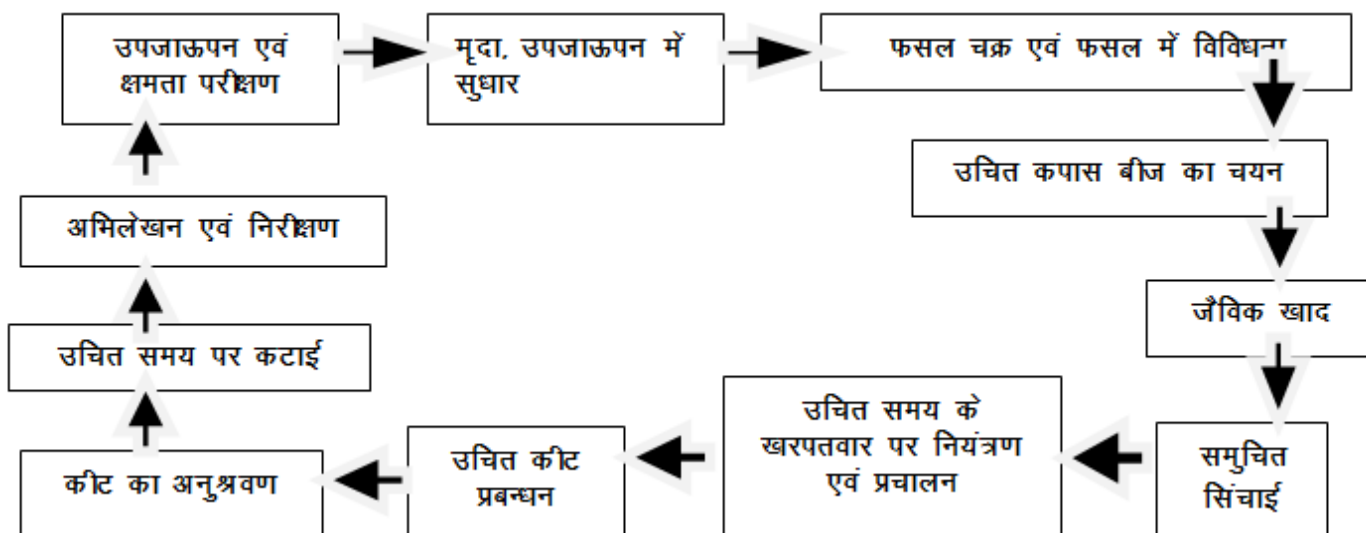 उपजाऊपन एवं
क्षमता परीक्षण
मृदा, उपजाऊपन में
सुधार
फसल चक्र एवं फसल में विविधता
उचित कपास बीज का चयन
जैविक खाद
समुचित
सिंचाई
उचित समय के
खरपतवार पर नियंत्रण
एवं प्रचालन
उचित कीट
प्रबन्धन
कीट का अनुश्रवण
उचित समय पर कटाई
अभिलेखन एवं निरीक्षण